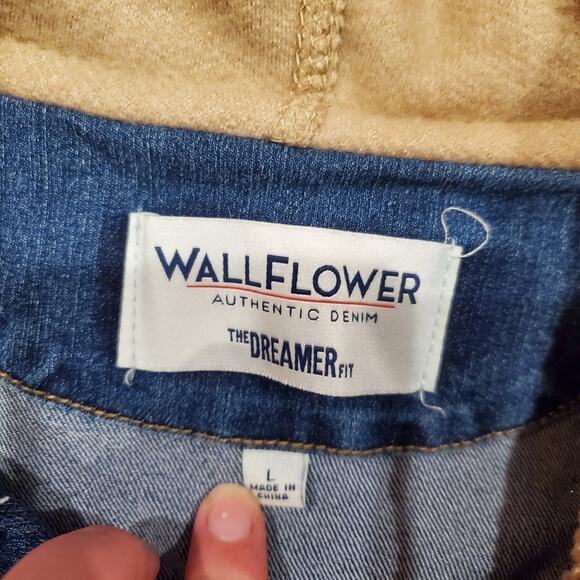 WALLFLOWER
AUTHENTIC DENIM
THE DREAMER FIT
L
MADE IN
CHINA